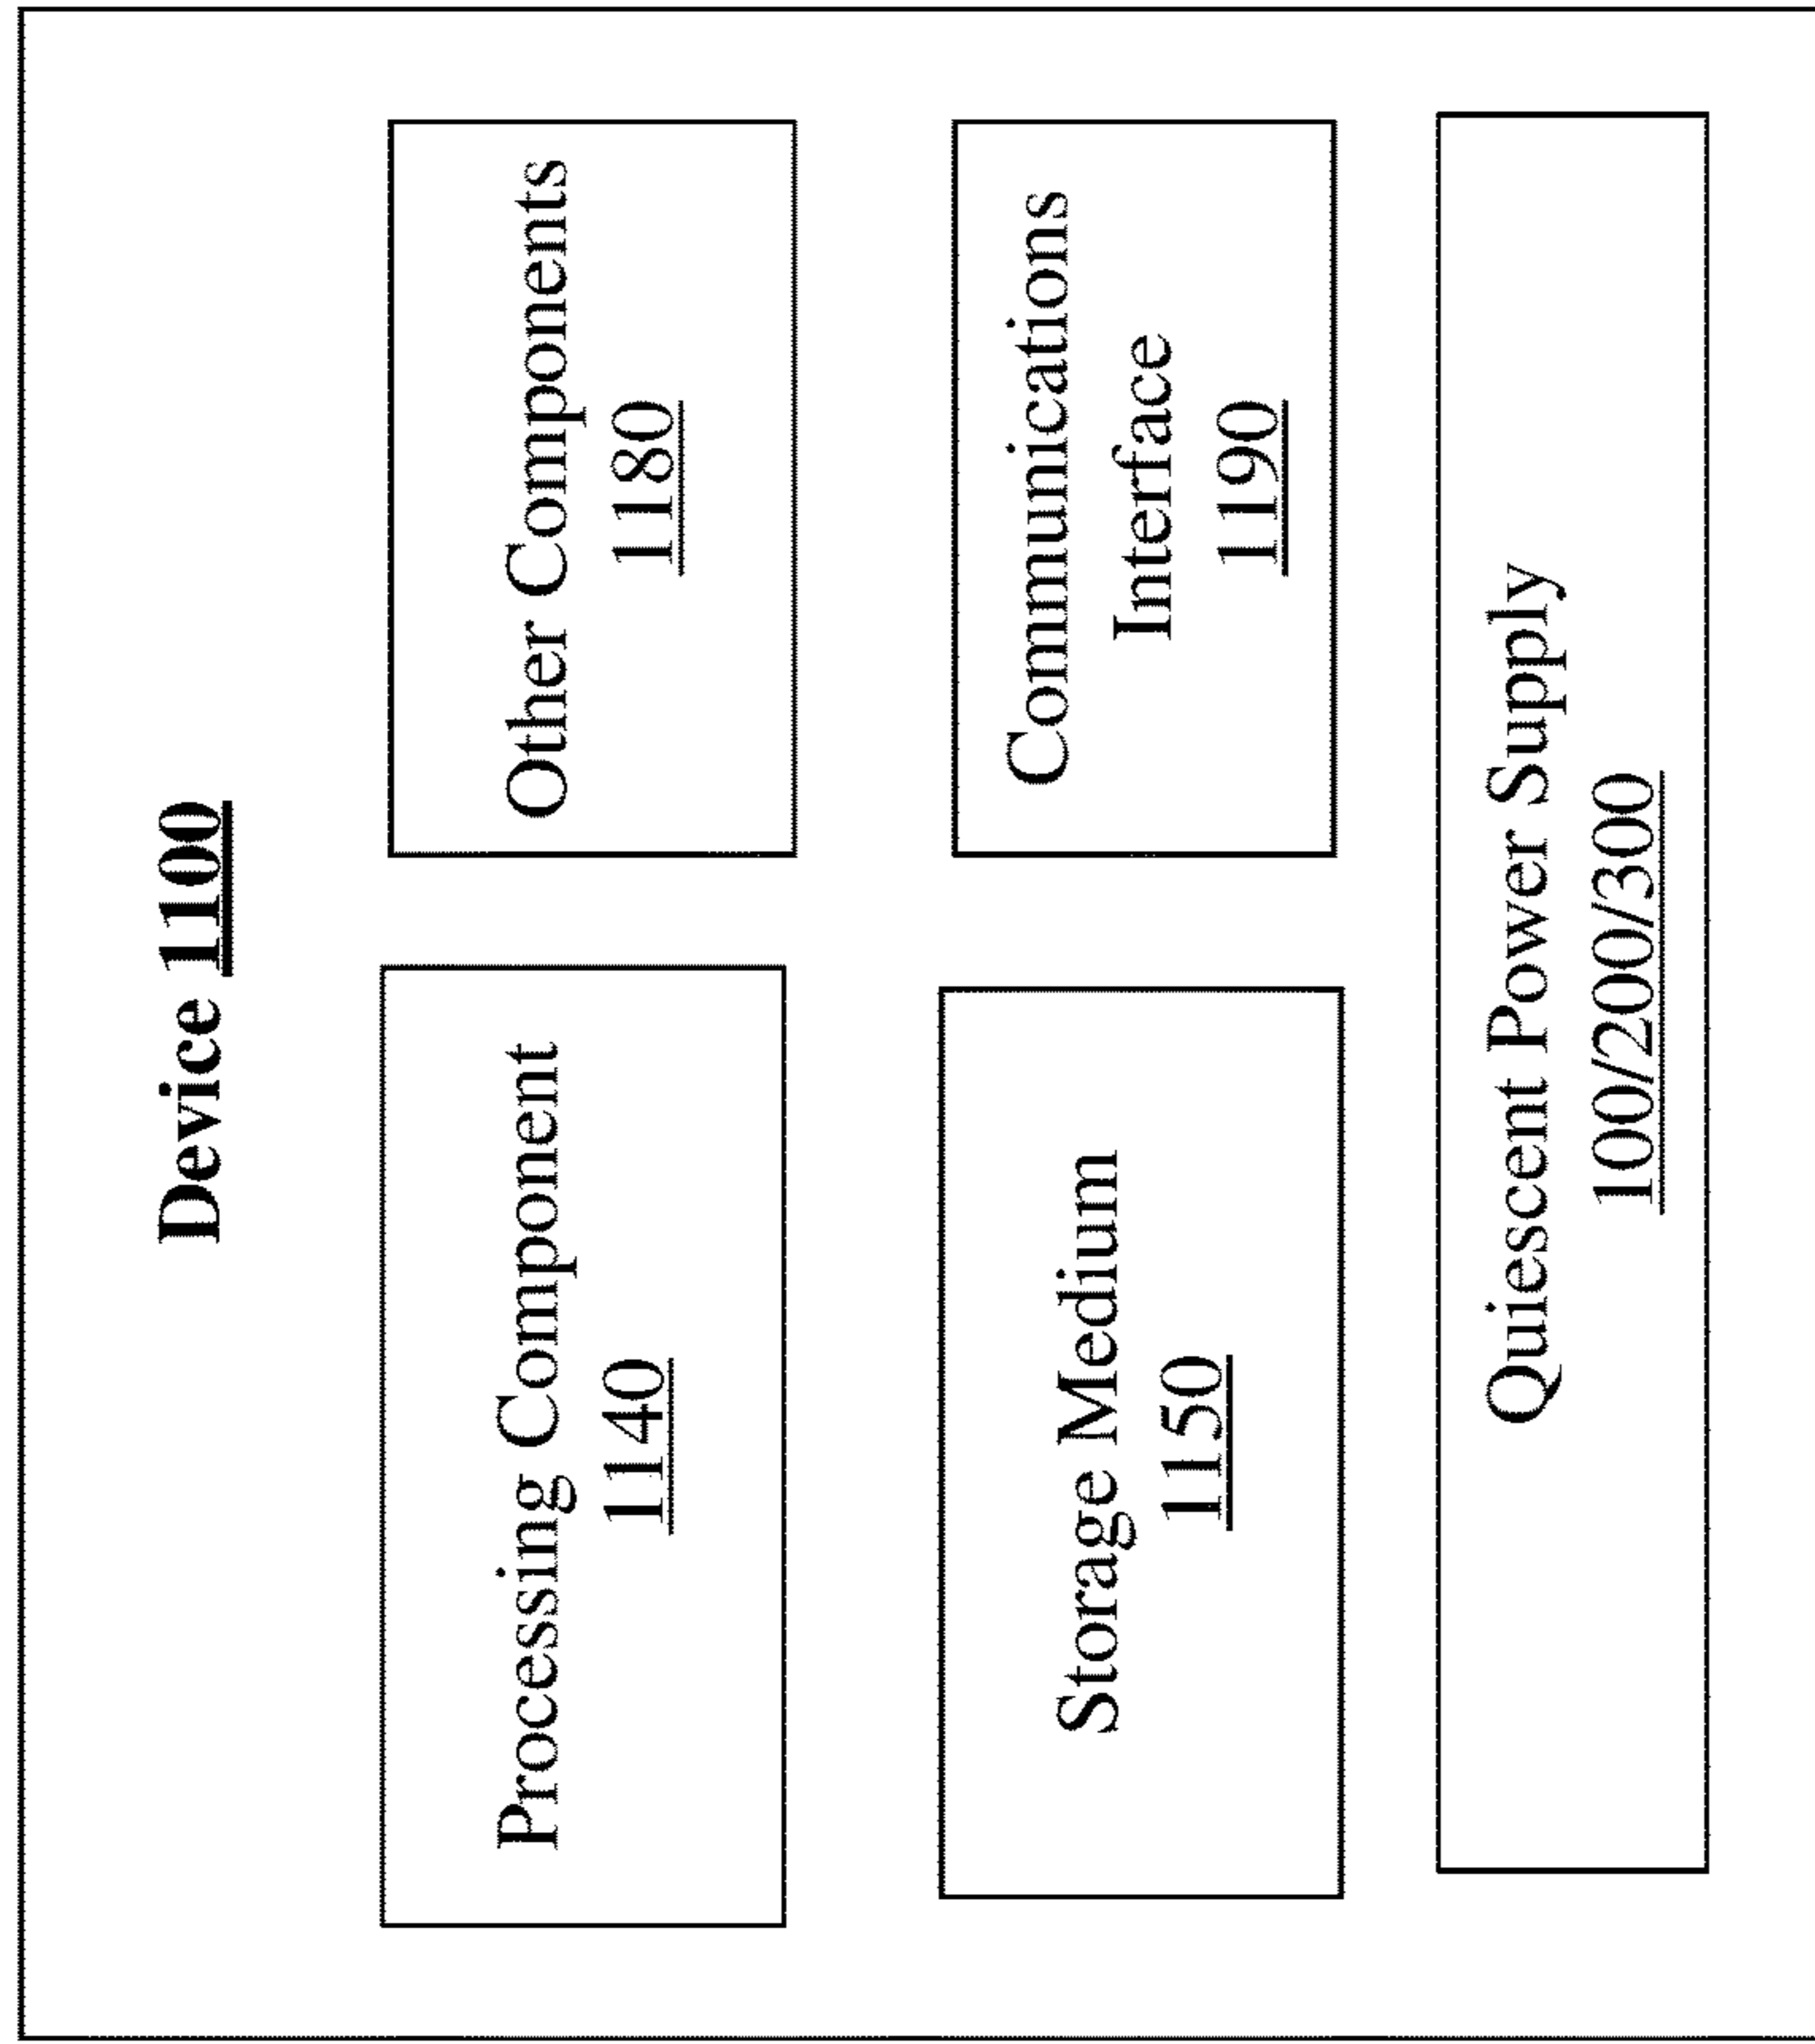 Device 1100
Processing Component
1140
Other Components
1180
Storage Medium
1150
Communications
Interface
1190
Quiescent Power Supply
100/200/300